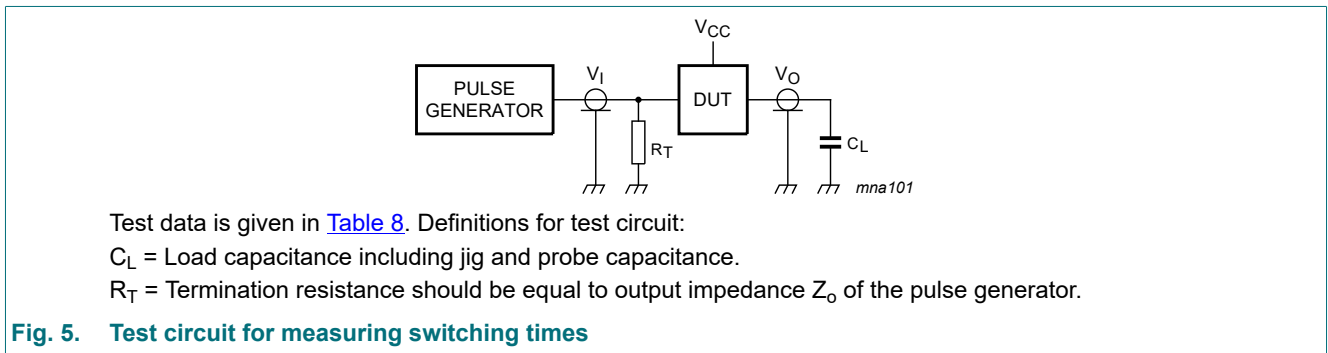 VCC
PULSE
GENERATOR
VI
DUT
VO
RT
CL
mna101
Test data is given in Table 8. Definitions for test circuit:
CL = Load capacitance including jig and probe capacitance.
RT = Termination resistance should be equal to output impedance Zo of the pulse generator.
Fig. 5. Test circuit for measuring switching times